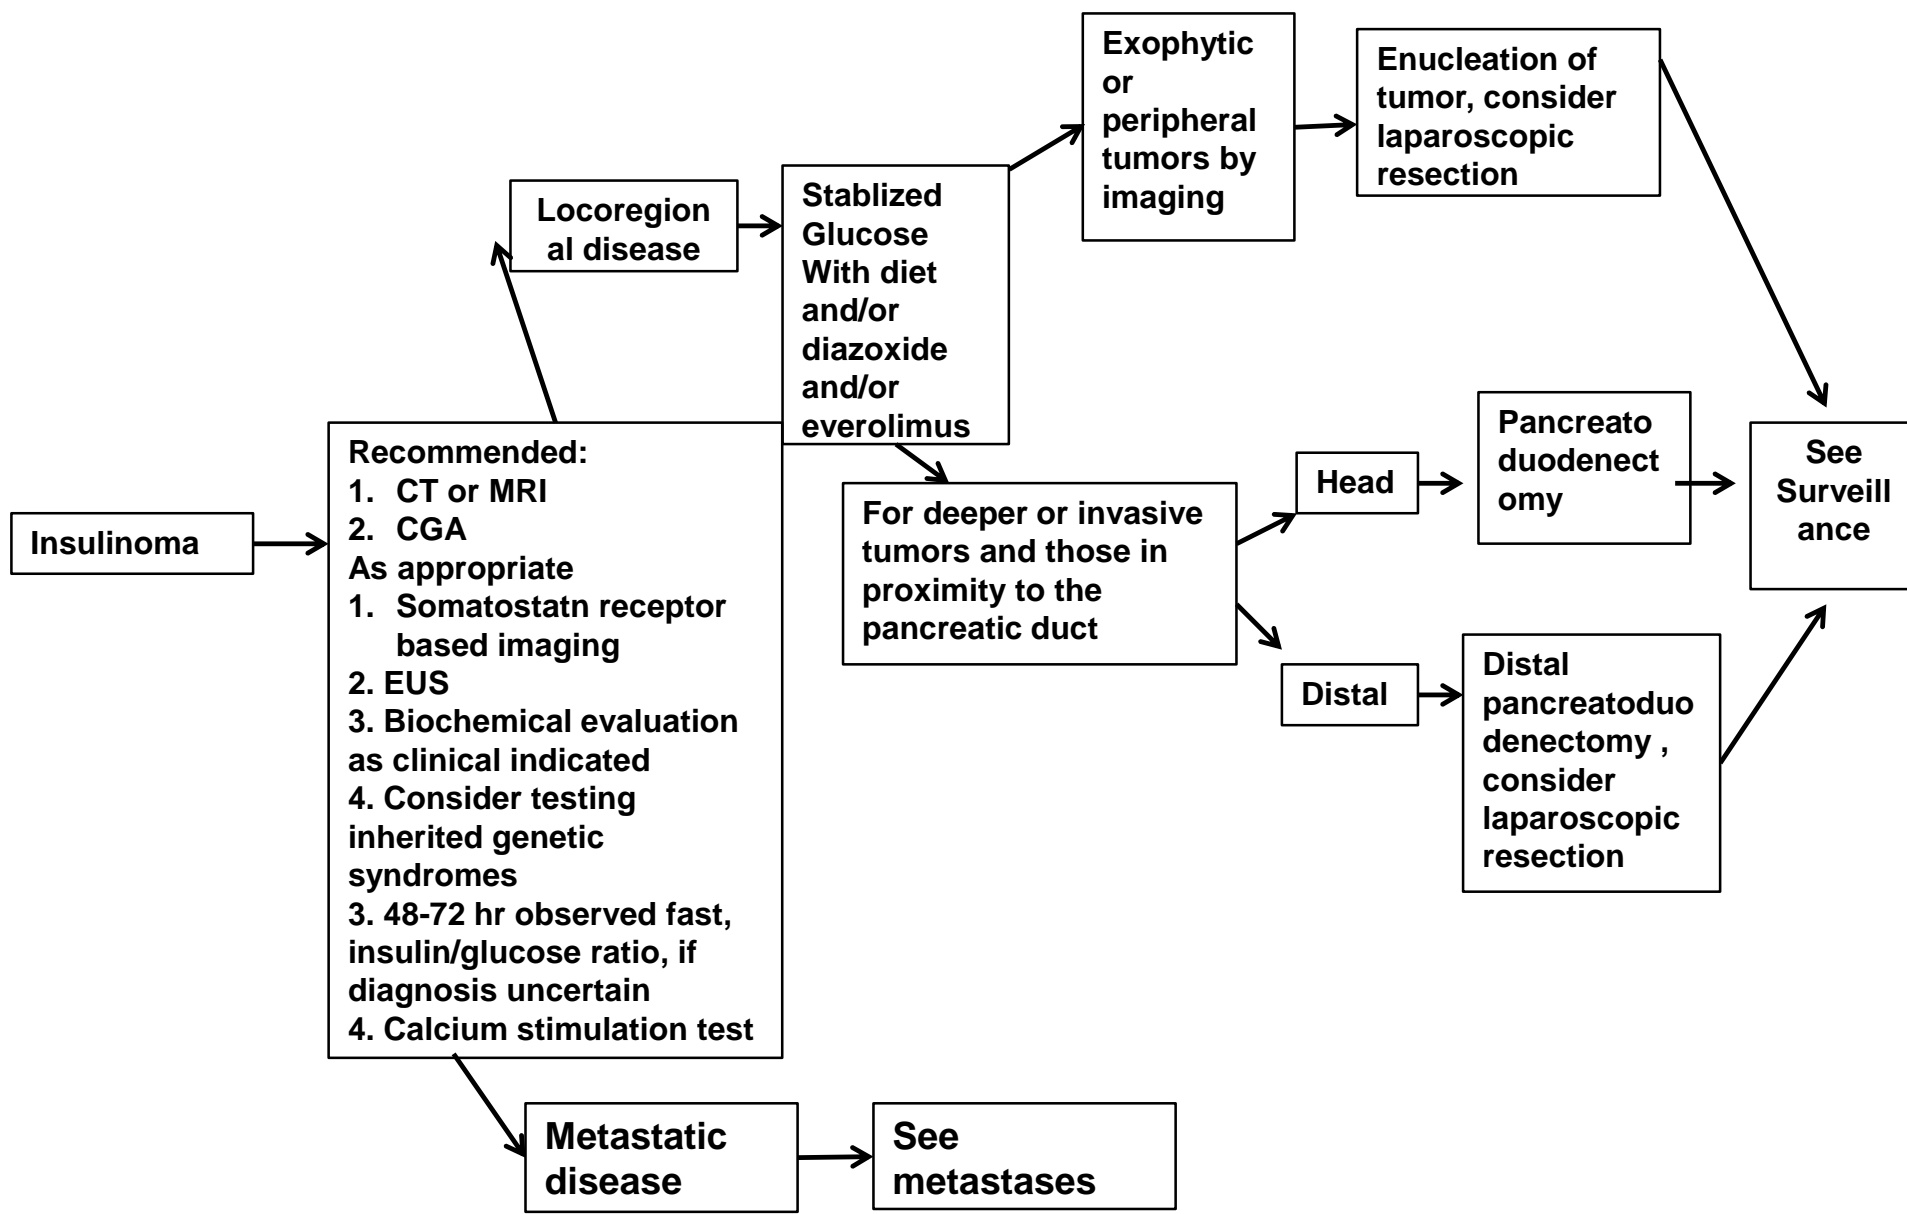 Insulinoma
Recommended:
1. CT or MRI
2. CGA
As appropriate
1. Somatostatn receptor
based imaging
2. EUS
3. Biochemical evaluation
as clinical indicated
4. Consider testing
inherited genetic
syndromes
3. 48-72 hr observed fast,
insulin/glucose ratio, if
diagnosis uncertain
4. Calcium stimulation test
Locoregion
al disease
Stablized
Glucose
With diet
and/or
diazoxide
and/or
everolimus
Exophytic
or
peripheral
tumors by
imaging
Enucleation of
tumor, consider
laparoscopic
resection
For deeper or invasive
tumors and those in
proximity to the
pancreatic duct
Head
Pancreato
duodenect
omy
Distal
Distal
pancreatoduo
denectomy ,
consider
laparoscopic
resection
See
Surveill
ance
Metastatic
disease
See
metastases